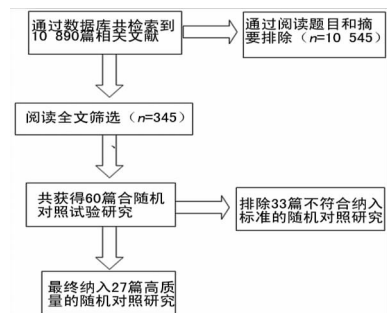 通过数据库共检索到
10 890篇相关文献
通过阅读题目和摘
要排除（n=10 545）
阅读全文筛选（n=345）
共获得60篇合随机
对照试验研究
排除33篇不符合纳入
标准的随机对照研究
最终纳入27篇高质
量的随机对照研究